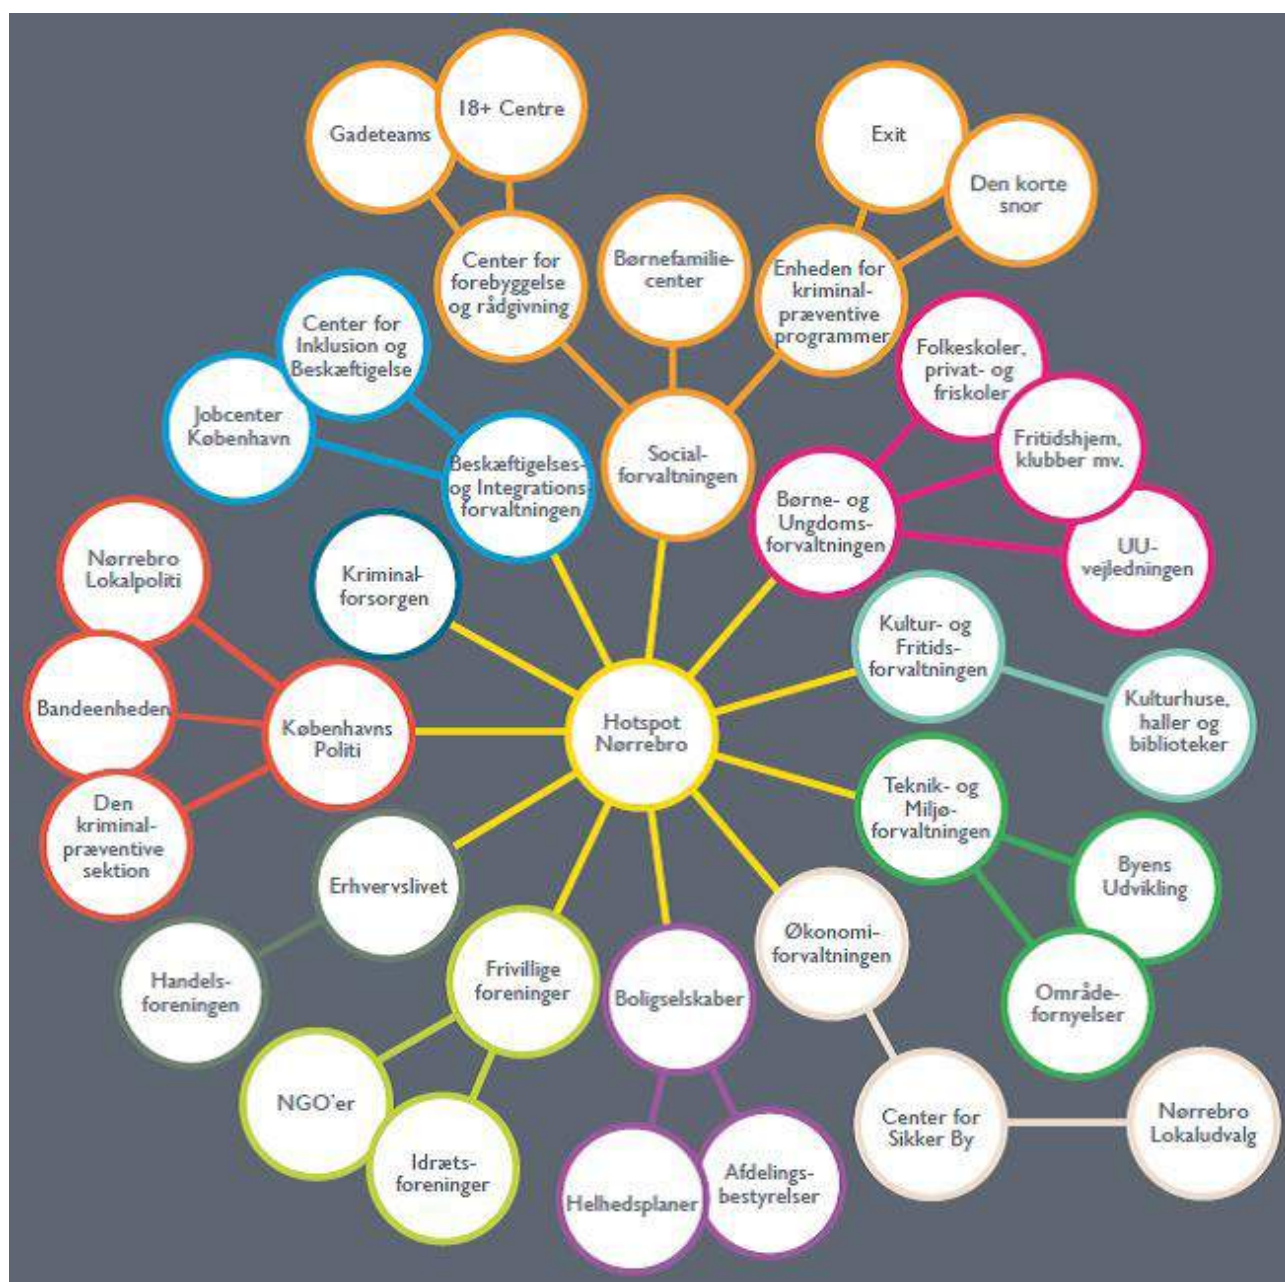 18+ Centre
Gadeteams
Exit
Den korte
snor
Center for
forebyggelse
og rådgivning
Børnefamilie-
center
Enheden for
kriminal-
præventive
programmer
Center for
Inklusion og
Beskæftigelse
Jobcenter
København
Folkeskoler,
privat- og
friskoler
Fritidshjem,
klubber mv.
UU-
vejledningen
Beskæftigelses-
og Integrations-
forvaltningen
Social-
forvaltningen
Børne- og
Ungdoms-
forvaltningen
Nørrebro
Lokalpoliti
Kriminal-
forsorgen
Kultur- og
Fritids-
forvaltningen
Bandeenheden
Københavns
Politi
Hotspot
Nørrebro
Kulturhuse,
haller og
biblioteker
Den
kriminal-
præventive
sektion
Teknik- og
Miljø-
forvaltningen
Erhvervslivet
Byens
Udvikling
Handels-
foreningen
Frivillige
foreninger
Boligselskaber
Økonomi-
forvaltningen
Område-
fornyelser
NGO'er
Idræts-
foreninger
Helhedsplaner
Afdelings-
bestyrelser
Center for
Sikker By
Nørrebro
Lokaludvalg